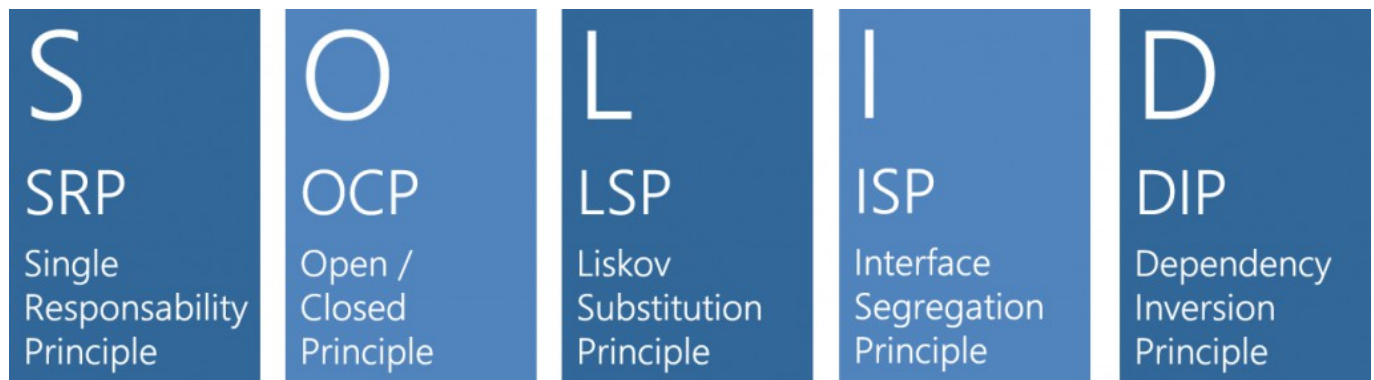 S
SRP
Single
Responsability
Principle
O
OCP
Open /
Closed
Principle
L
LSP
Liskov
Substitution
Principle
I
ISP
Interface
Segregation
Principle
D
DIP
Dependency
Inversion
Principle